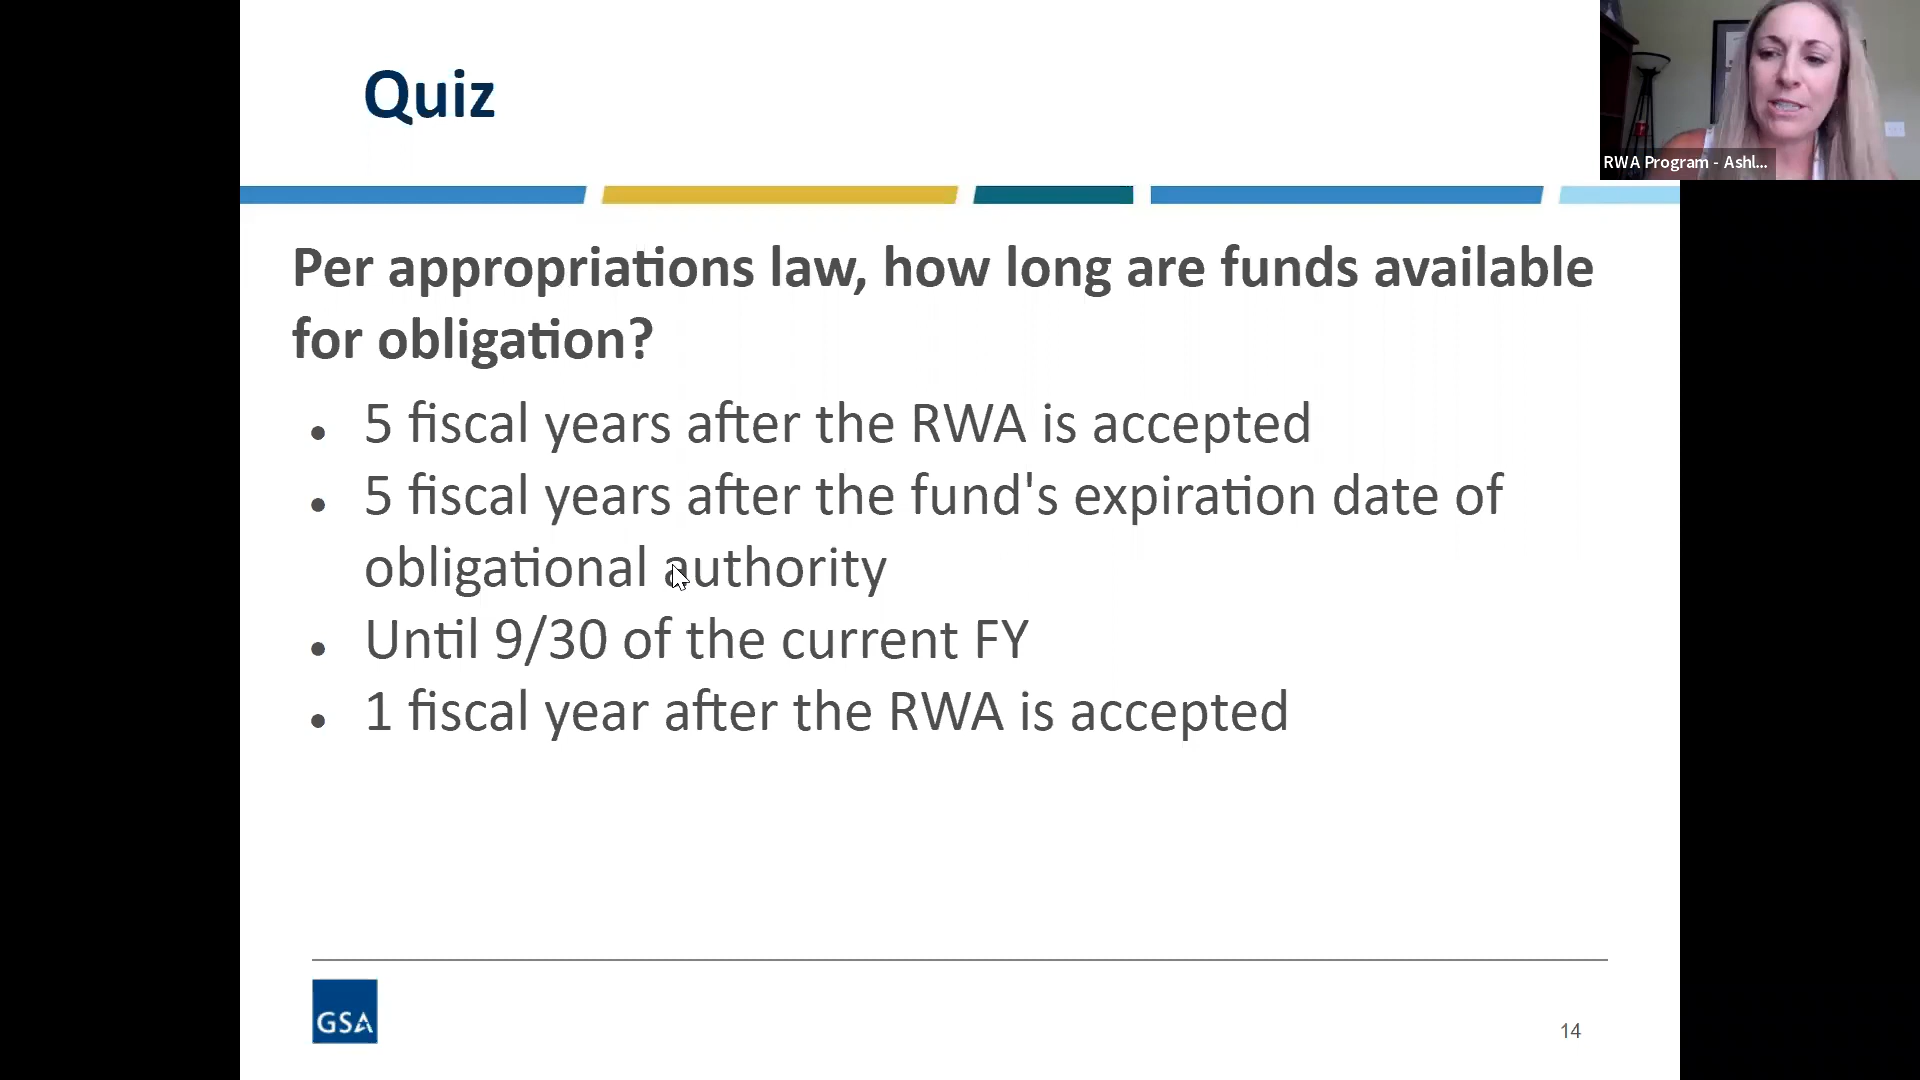 Quiz
RWA Program - Ashl...
Per appropriations law, how long are funds available
for obligation?
• 5 fiscal years after the RWA is accepted
• 5 fiscal years after the fund's expiration date of
obligational authority
• Until 9/30 of the current FY
• 1 fiscal year after the RWA is accepted
GSA
14